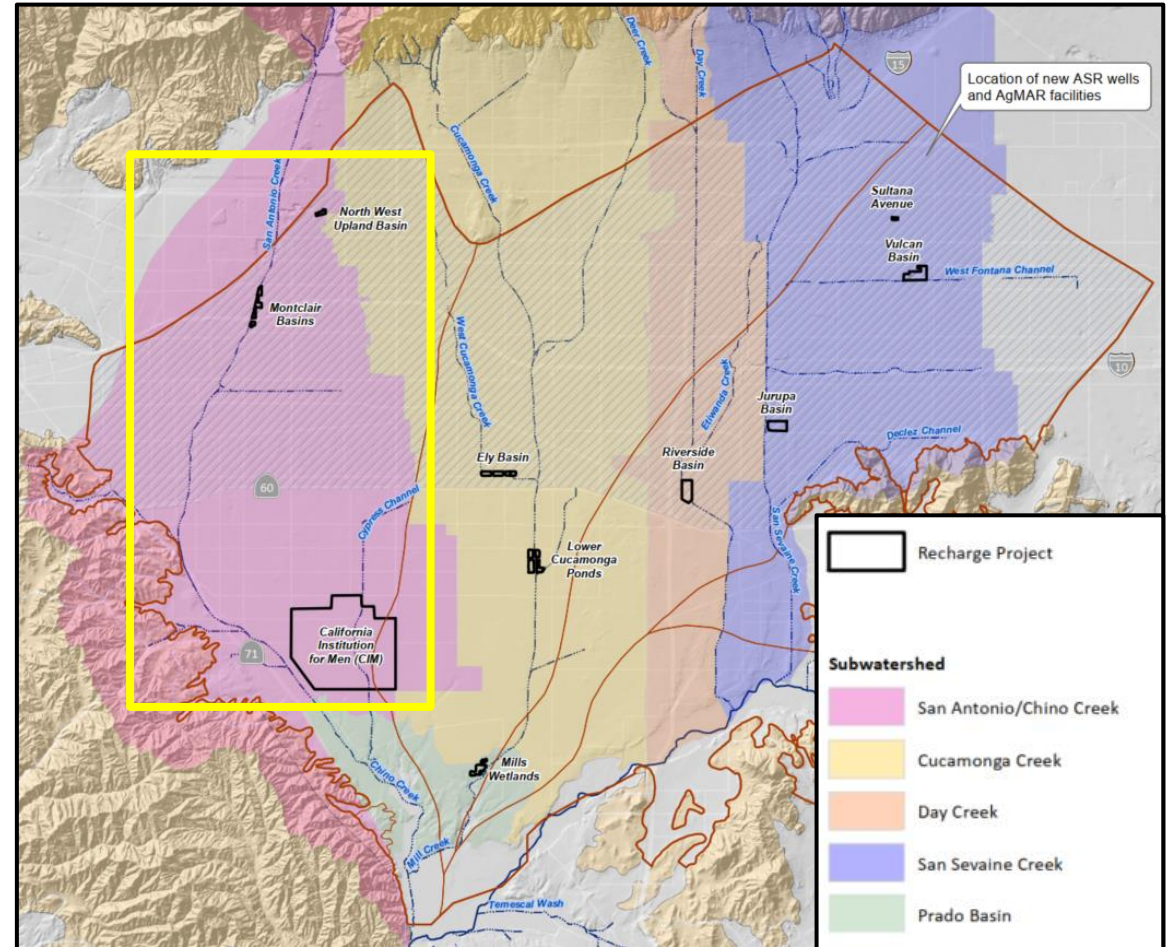 Deer Creek
Day Creek
15
Location of new ASR wells
and AgMAR facilities
San Antonio Creek
Cucamonga Creek
North West
Upland Basin
Sultana
Avenue
Vulcan
Basin
West Fontana Channel
Montclair
Basins
West Cucamonga Creek
Etiwanda Creek
10
Jurupa
Basin
Declez Channel
Ely Basin
Riverside
Basin
60
Cypress Channel
San Sevaine Creek
Lower
Cucamonga
Ponds
California
Institution
for Men (CIM)
71
Chino Creek
Mills
Wetlands
Mill Creek
Temescal Wash
Recharge Project
Subwatershed
San Antonio/Chino Creek
Cucamonga Creek
Day Creek
San Sevaine Creek
Prado Basin